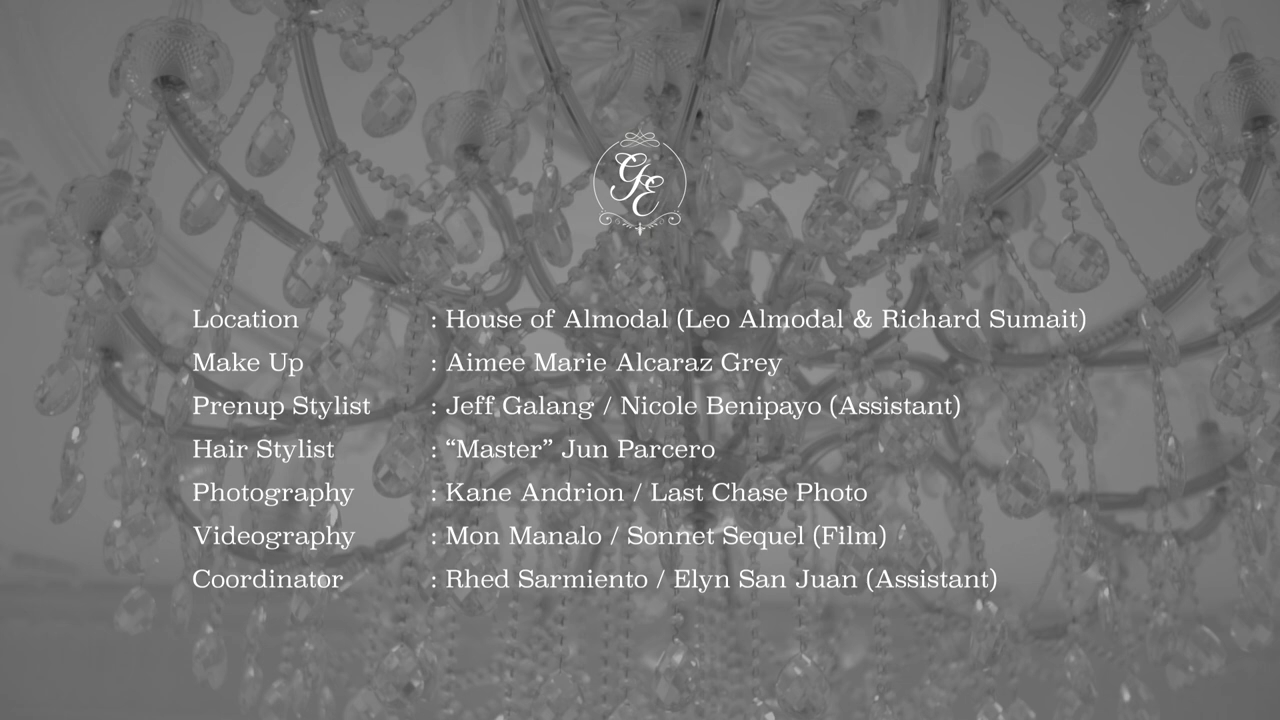 GE
Location : House of Almodal (Leo Almodal & Richard Sumait)
Make Up : Aimee Marie Alcaraz Grey
Prenup Stylist : Jeff Galang / Nicole Benipayo (Assistant)
Hair Stylist : “Master” Jun Parcero
Photography : Kane Andrion / Last Chase Photo
Videography : Mon Manalo / Sonnet Sequel (Film)
Coordinator : Rhed Sarmiento / Elyn San Juan (Assistant)